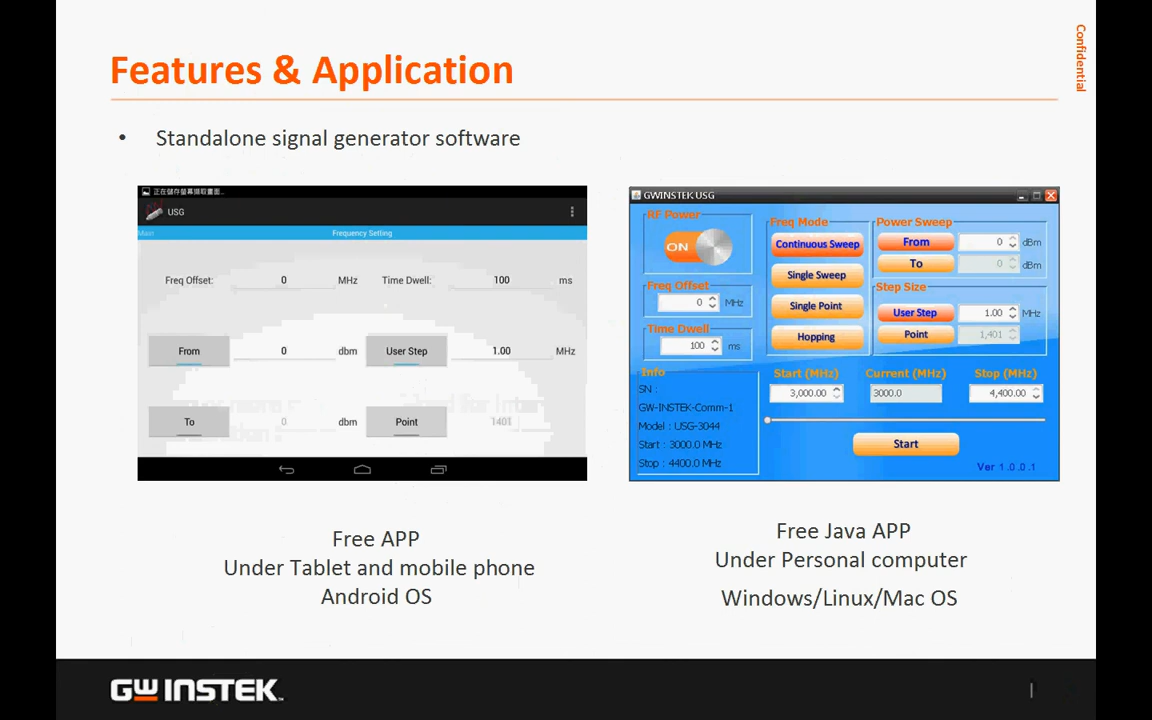 Confidential
Features & Application
• Standalone signal generator software
正在儲存螢幕擷取畫面...
USG
Main
Frequency Setting
Freq Offset: 0 MHz Time Dwell: 100 ms
From 0 dbm User Step 1.00 MHz
To 0 dbm Point 1401
GWINSTEK USG
RF Power
ON
Freq Offset
0 MHz
Time Dwell
100 ms
Freq Mode
Continuous Sweep
Single Sweep
Single Point
Hopping
Power Sweep
From 0 dBm
To 0 dBm
Step Size
User Step 1.00 MHz
Point 1,401
Info
SN :
GW-INSTEK-Comm-1
Model : USG-3044
Start : 3000.0 MHz
Stop : 4400.0 MHz
Start (MHz) Current (MHz) Stop (MHz)
3,000.00 3000.0 4,400.00
Start
Ver 1.0.0.1
Free APP
Under Tablet and mobile phone
Android OS
Free Java APP
Under Personal computer
Windows/Linux/Mac OS
GW INSTEK